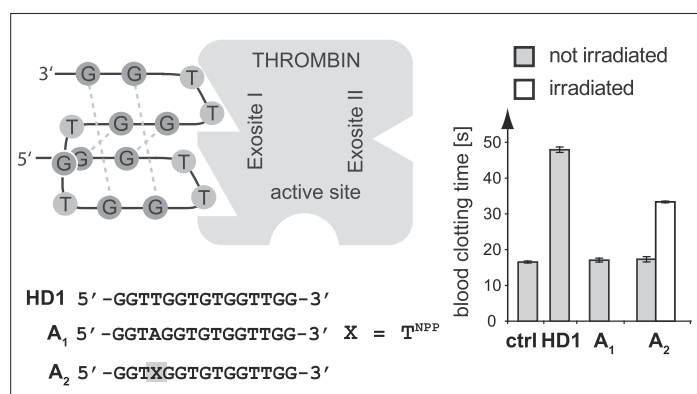 THROMBIN
3‘ G G T
T
T G G
Exosite I
Exosite II
5‘ G G G T
active site
T
T G G
HD1 5′-GGTTGGTGTGGTTGG-3′
A1 5′-GGTAGGTGTGGTTGG-3′ X = TNPP
A2 5′-GGTXGGTGTGGTTGG-3′
not irradiated
irradiated
blood clotting time [s]
50
40
30
20
10
0
ctrl HD1 A1 A2